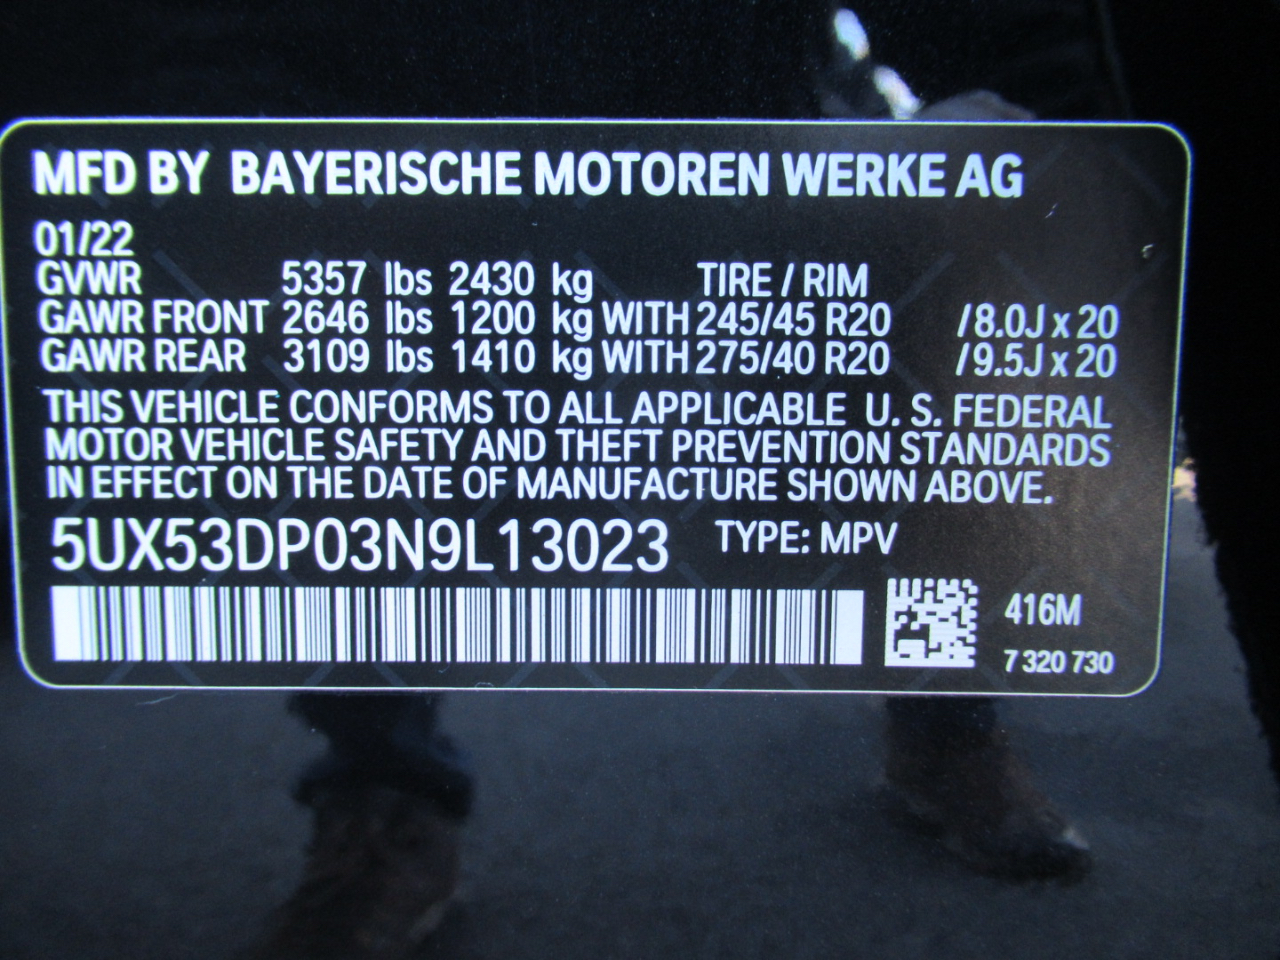 MFD BY BAYERISCHE MOTOREN WERKE AG
01/22
GVWR 5357 lbs 2430 kg TIRE / RIM
GAWR FRONT 2646 lbs 1200 kg WITH 245/45 R20 /8.0J x 20
GAWR REAR 3109 lbs 1410 kg WITH 275/40 R20 /9.5J x 20
THIS VEHICLE CONFORMS TO ALL APPLICABLE U. S. FEDERAL
MOTOR VEHICLE SAFETY AND THEFT PREVENTION STANDARDS
IN EFFECT ON THE DATE OF MANUFACTURE SHOWN ABOVE.
5UX53DP03N9L13023 TYPE: MPV
416M
7 320 730